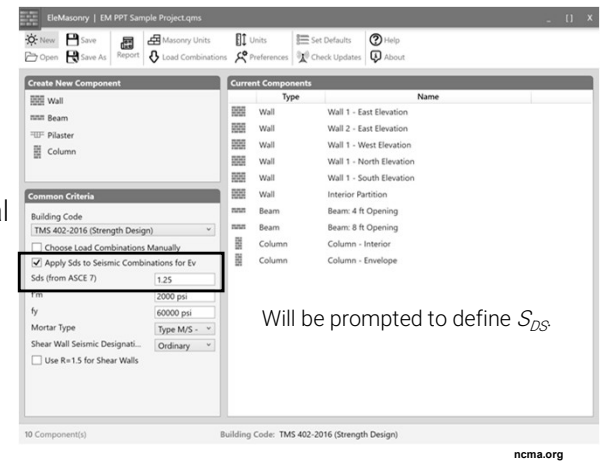 EleMasonry | EM PPT Sample Project.qms
_ [] X
New Save Report Masonry Units Units Set Defaults Help
Open Save As Load Combinations Preferences Check Updates About
Create New Component
Wall
Beam
Pilaster
Column
Current Components
Type Name
Wall Wall 1 - East Elevation
Wall Wall 2 - East Elevation
Wall Wall 1 - West Elevation
Wall Wall 1 - North Elevation
Wall Wall 1 - South Elevation
Wall Interior Partition
Beam Beam: 4 ft Opening
Beam Beam: 8 ft Opening
Column Column - Interior
Column Column - Envelope
al
Common Criteria
Building Code
TMS 402-2016 (Strength Design)
Choose Load Combinations Manually
Apply Sds to Seismic Combinations for Ev
Sds (from ASCE 7) 1.25
f'm 2000 psi
fy 60000 psi
Mortar Type Type M/S -
Shear Wall Seismic Designati... Ordinary
Use R=1.5 for Shear Walls
Will be prompted to define SDS.
10 Component(s) Building Code: TMS 402-2016 (Strength Design)
ncma.org